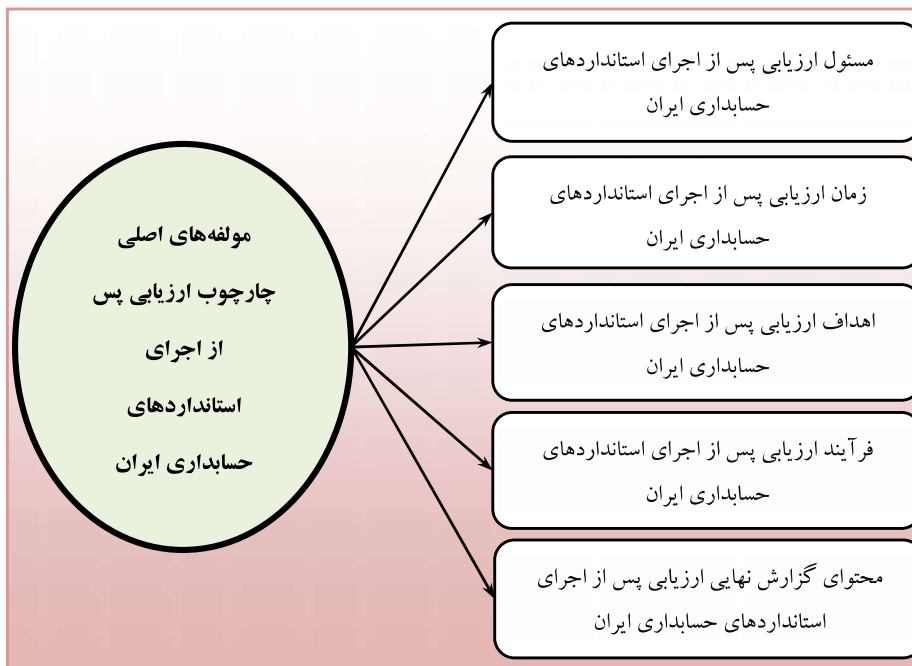 مولفه‌های اصلی
چارچوب ارزیابی پس
از اجرای
استانداردهای
حسابداری ایران
مسئول ارزیابی پس از اجرای استانداردهای
حسابداری ایران
زمان ارزیابی پس از اجرای استانداردهای
حسابداری ایران
اهداف ارزیابی پس از اجرای استانداردهای
حسابداری ایران
فرآیند ارزیابی پس از اجرای استانداردهای
حسابداری ایران
محتوای گزارش نهایی ارزیابی پس از اجرای
استانداردهای حسابداری ایران